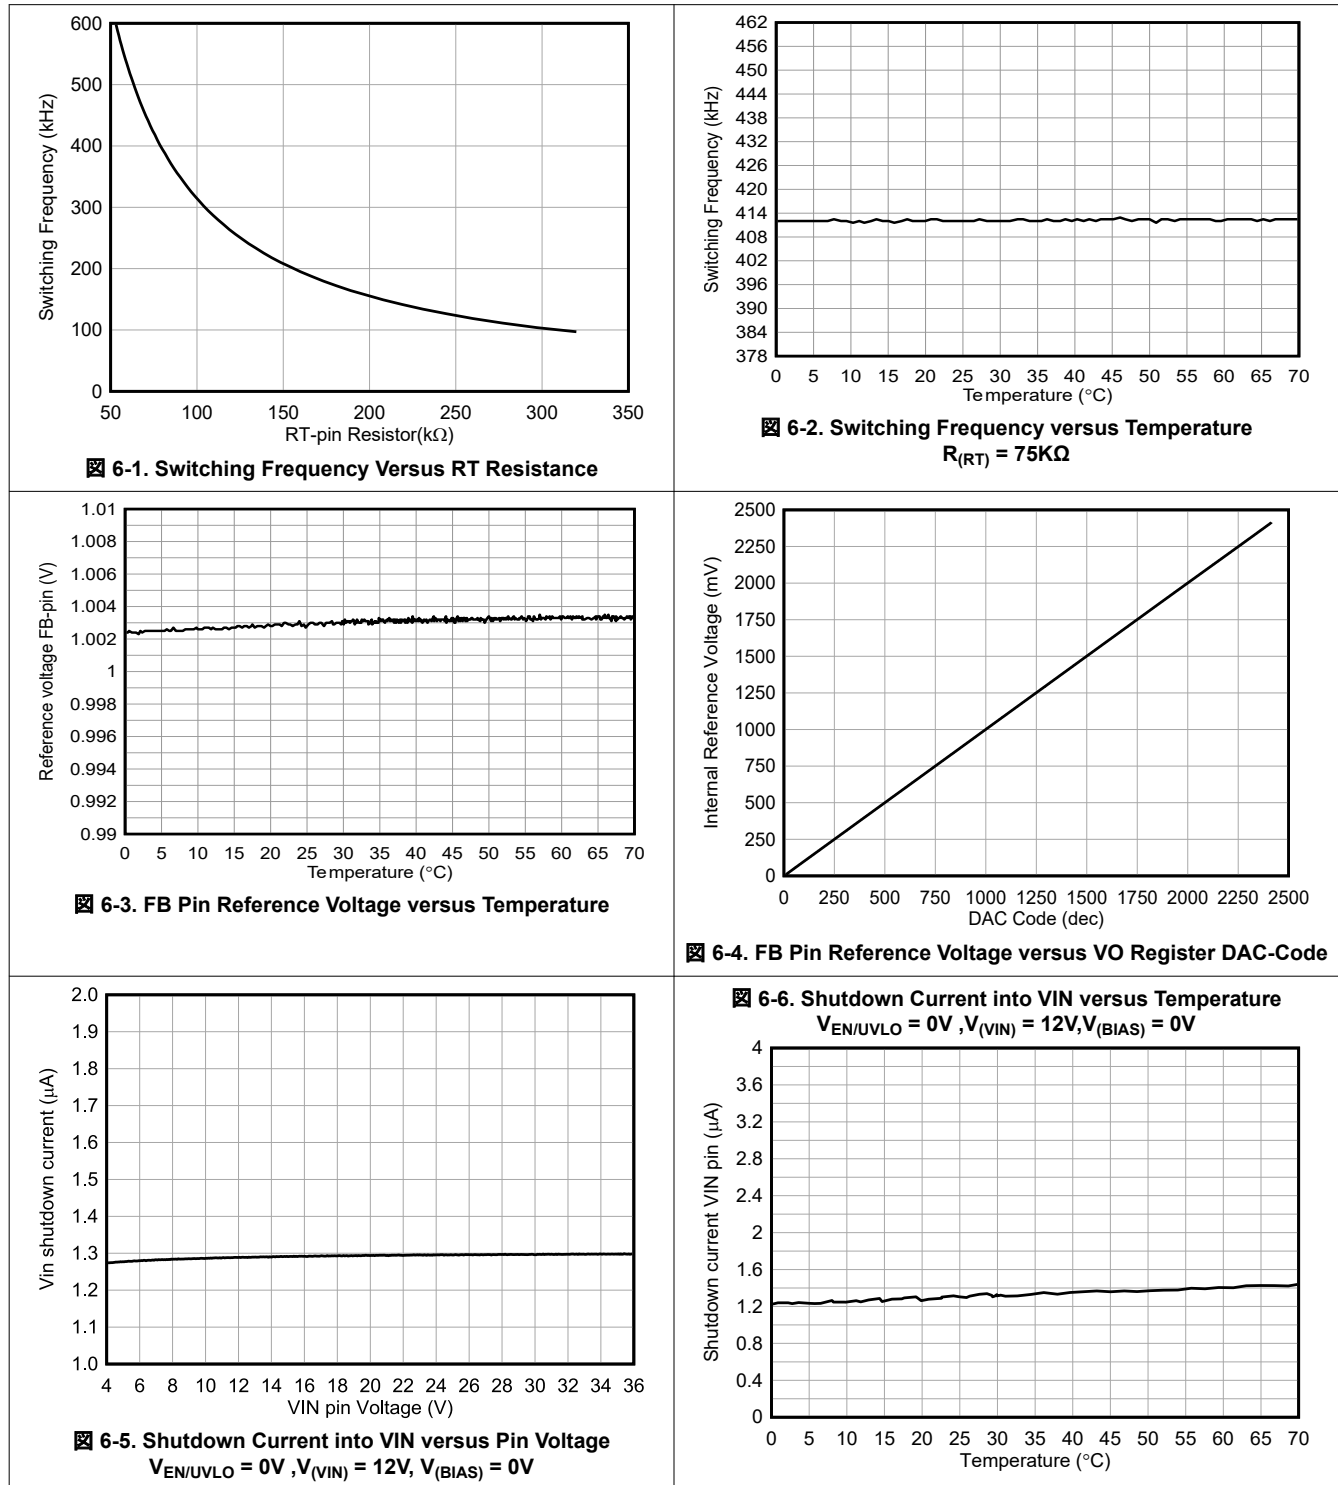 600
500
400
300
200
100
0
50 100 150 200 250 300 350
Switching Frequency (kHz)
RT-pin Resistor(kΩ)
図 6-1. Switching Frequency Versus RT Resistance
462
456
450
444
438
432
426
420
414
408
402
396
390
384
378
0 5 10 15 20 25 30 35 40 45 50 55 60 65 70
Switching Frequency (kHz)
Temperature (°C)
図 6-2. Switching Frequency versus Temperature
R(RT) = 75KΩ
1.01
1.008
1.006
1.004
1.002
1
0.998
0.996
0.994
0.992
0.99
0 5 10 15 20 25 30 35 40 45 50 55 60 65 70
Reference voltage FB-pin (V)
Temperature (°C)
図 6-3. FB Pin Reference Voltage versus Temperature
2500
2250
2000
1750
1500
1250
1000
750
500
250
0
0 250 500 750 1000 1250 1500 1750 2000 2250 2500
Internal Reference Voltage (mV)
DAC Code (dec)
図 6-4. FB Pin Reference Voltage versus VO Register DAC-Code
2.0
1.9
1.8
1.7
1.6
1.5
1.4
1.3
1.2
1.1
1.0
4 6 8 10 12 14 16 18 20 22 24 26 28 30 32 34 36
Vin shutdown current (µA)
VIN pin Voltage (V)
図 6-5. Shutdown Current into VIN versus Pin Voltage
VEN/UVLO = 0V ,V(VIN) = 12V, V(BIAS) = 0V
図 6-6. Shutdown Current into VIN versus Temperature
VEN/UVLO = 0V ,V(VIN) = 12V,V(BIAS) = 0V
4
3.6
3.2
2.8
2.4
2
1.6
1.2
0.8
0.4
0
0 5 10 15 20 25 30 35 40 45 50 55 60 65 70
Shutdown current VIN pin (µA)
Temperature (°C)